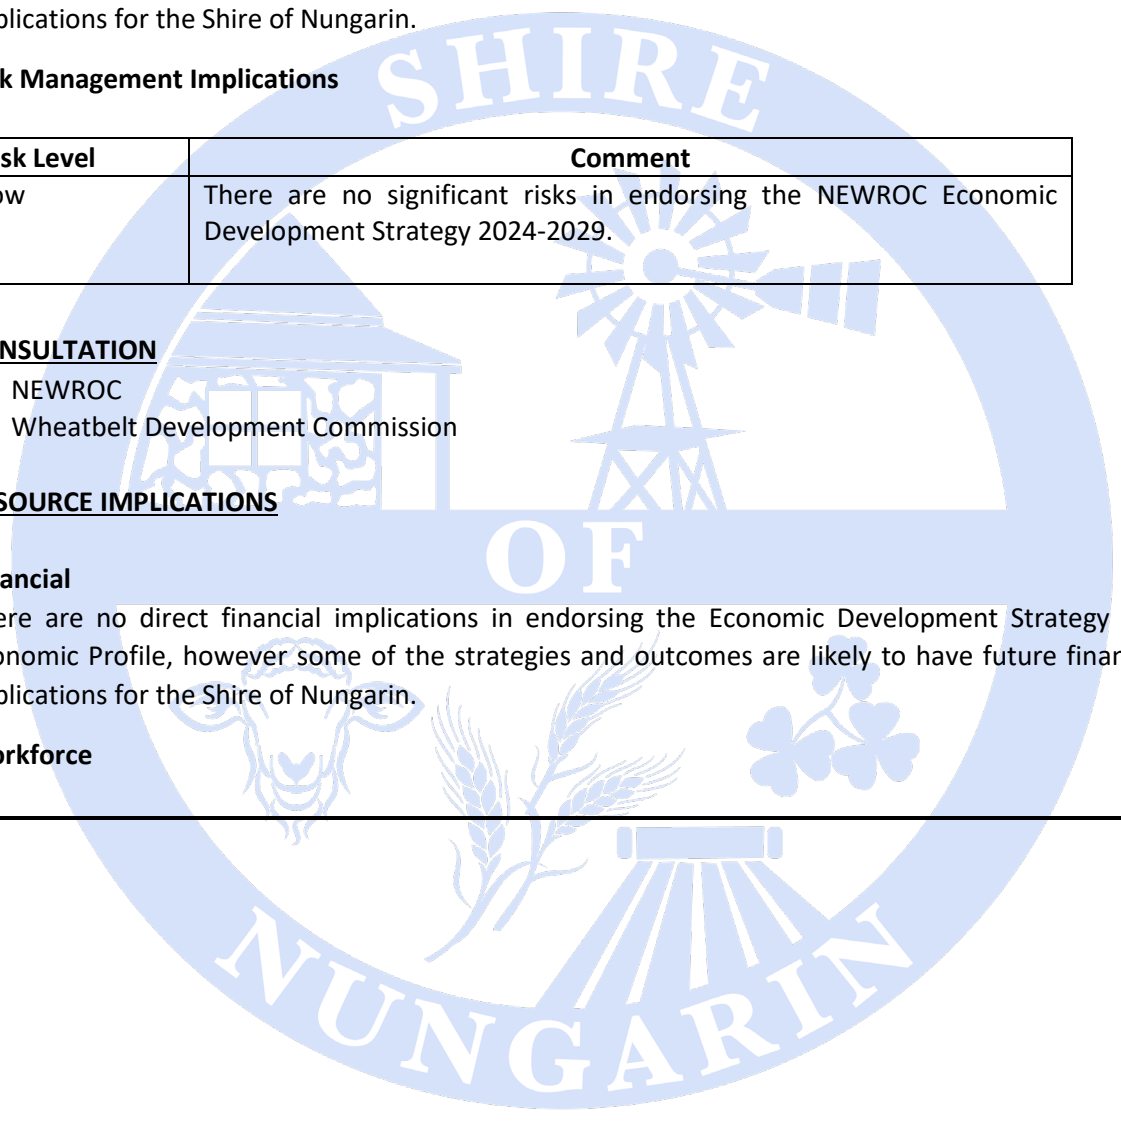 plications for the Shire of Nungarin.
k Management Implications
sk Level Comment
ow There are no significant risks in endorsing the NEWROC Economic
Development Strategy 2024-2029.
NSULTATION
NEWROC
Wheatbelt Development Commission
SOURCE IMPLICATIONS
ancial
ere are no direct financial implications in endorsing the Economic Development Strategy
onomic Profile, however some of the strategies and outcomes are likely to have future finan
plications for the Shire of Nungarin.
orkforce
SHIRE
OF
NUNGARIN